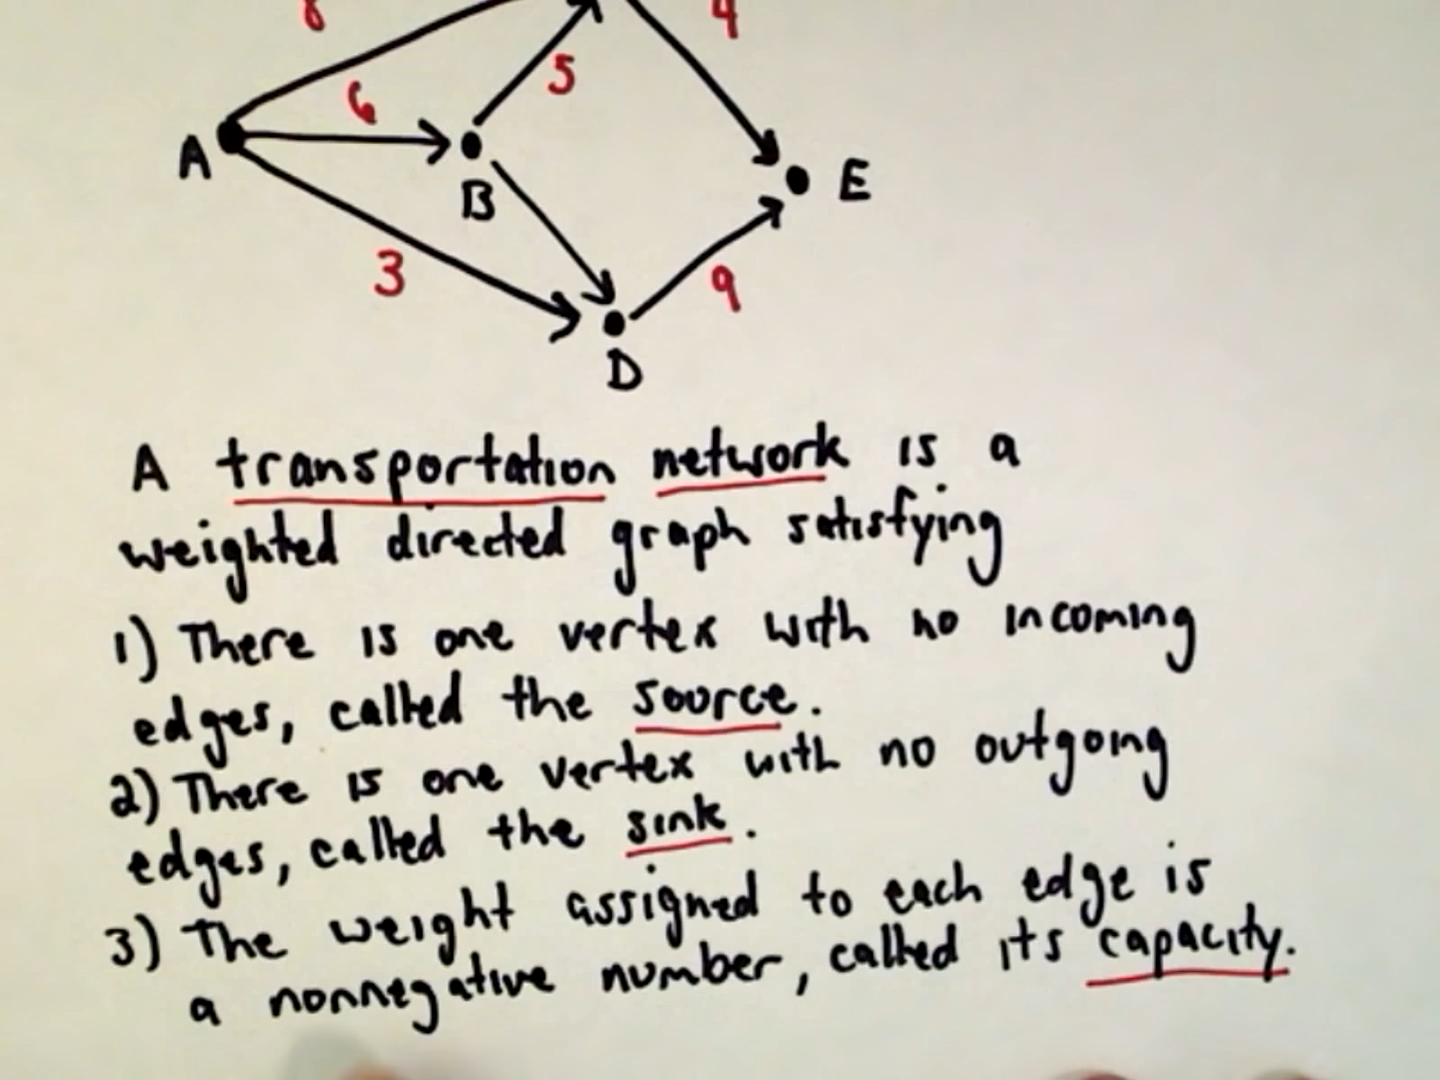 4
6
5
A
B
E
3
9
D
A transportation network is a
weighted directed graph satisfying
1) There is one vertex with no incoming
edges, called the source.
2) There is one vertex with no outgoing
edges, called the sink.
3) The weight assigned to each edge is
a nonnegative number, called its capacity.